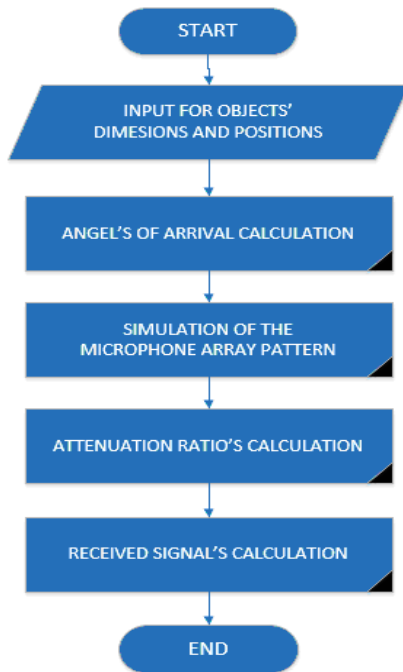 START
INPUT FOR OBJECTS'
DIMESIONS AND POSITIONS
ANGEL'S OF ARRIVAL CALCULATION
SIMULATION OF THE
MICROPHONE ARRAY PATTERN
ATTENUATION RATIO'S CALCULATION
RECEIVED SIGNAL'S CALCULATION
END